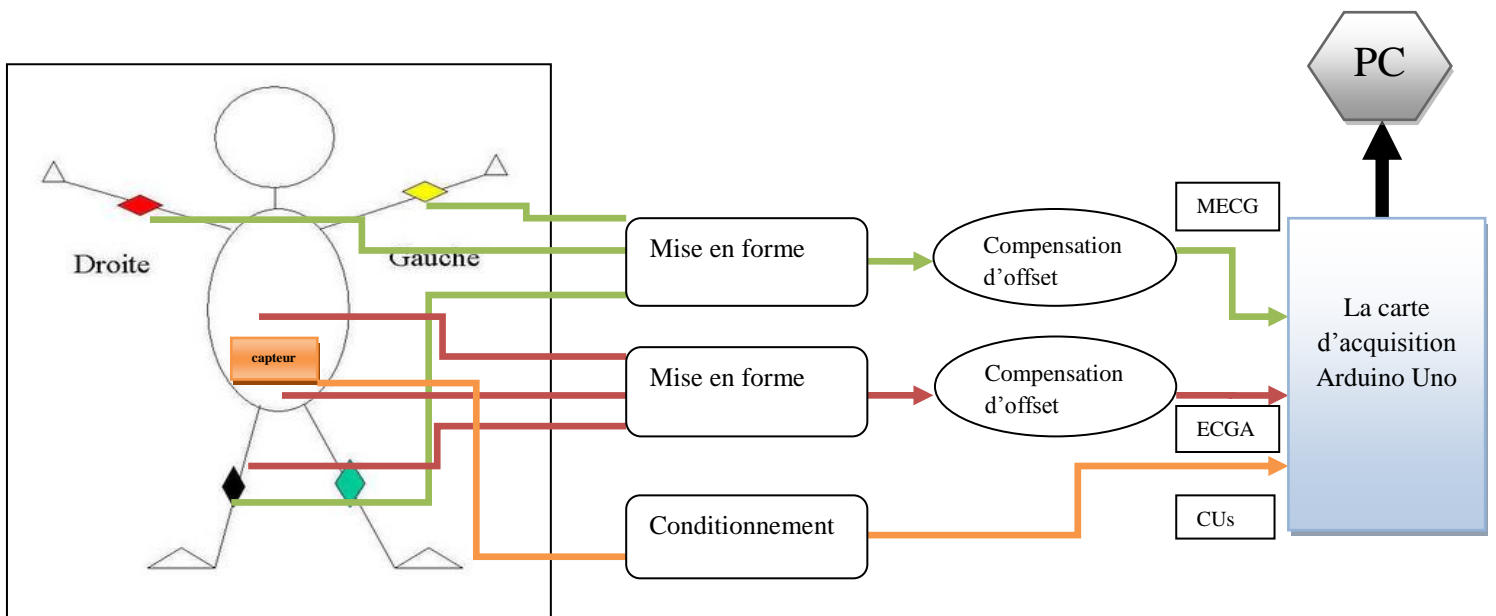 PC
MECG
Mise en forme
Compensation
d'offset
Droite
Gauche
La carte
d'acquisition
Arduino Uno
capteur
Mise en forme
Compensation
d'offset
ECGA
CUs
Conditionnement